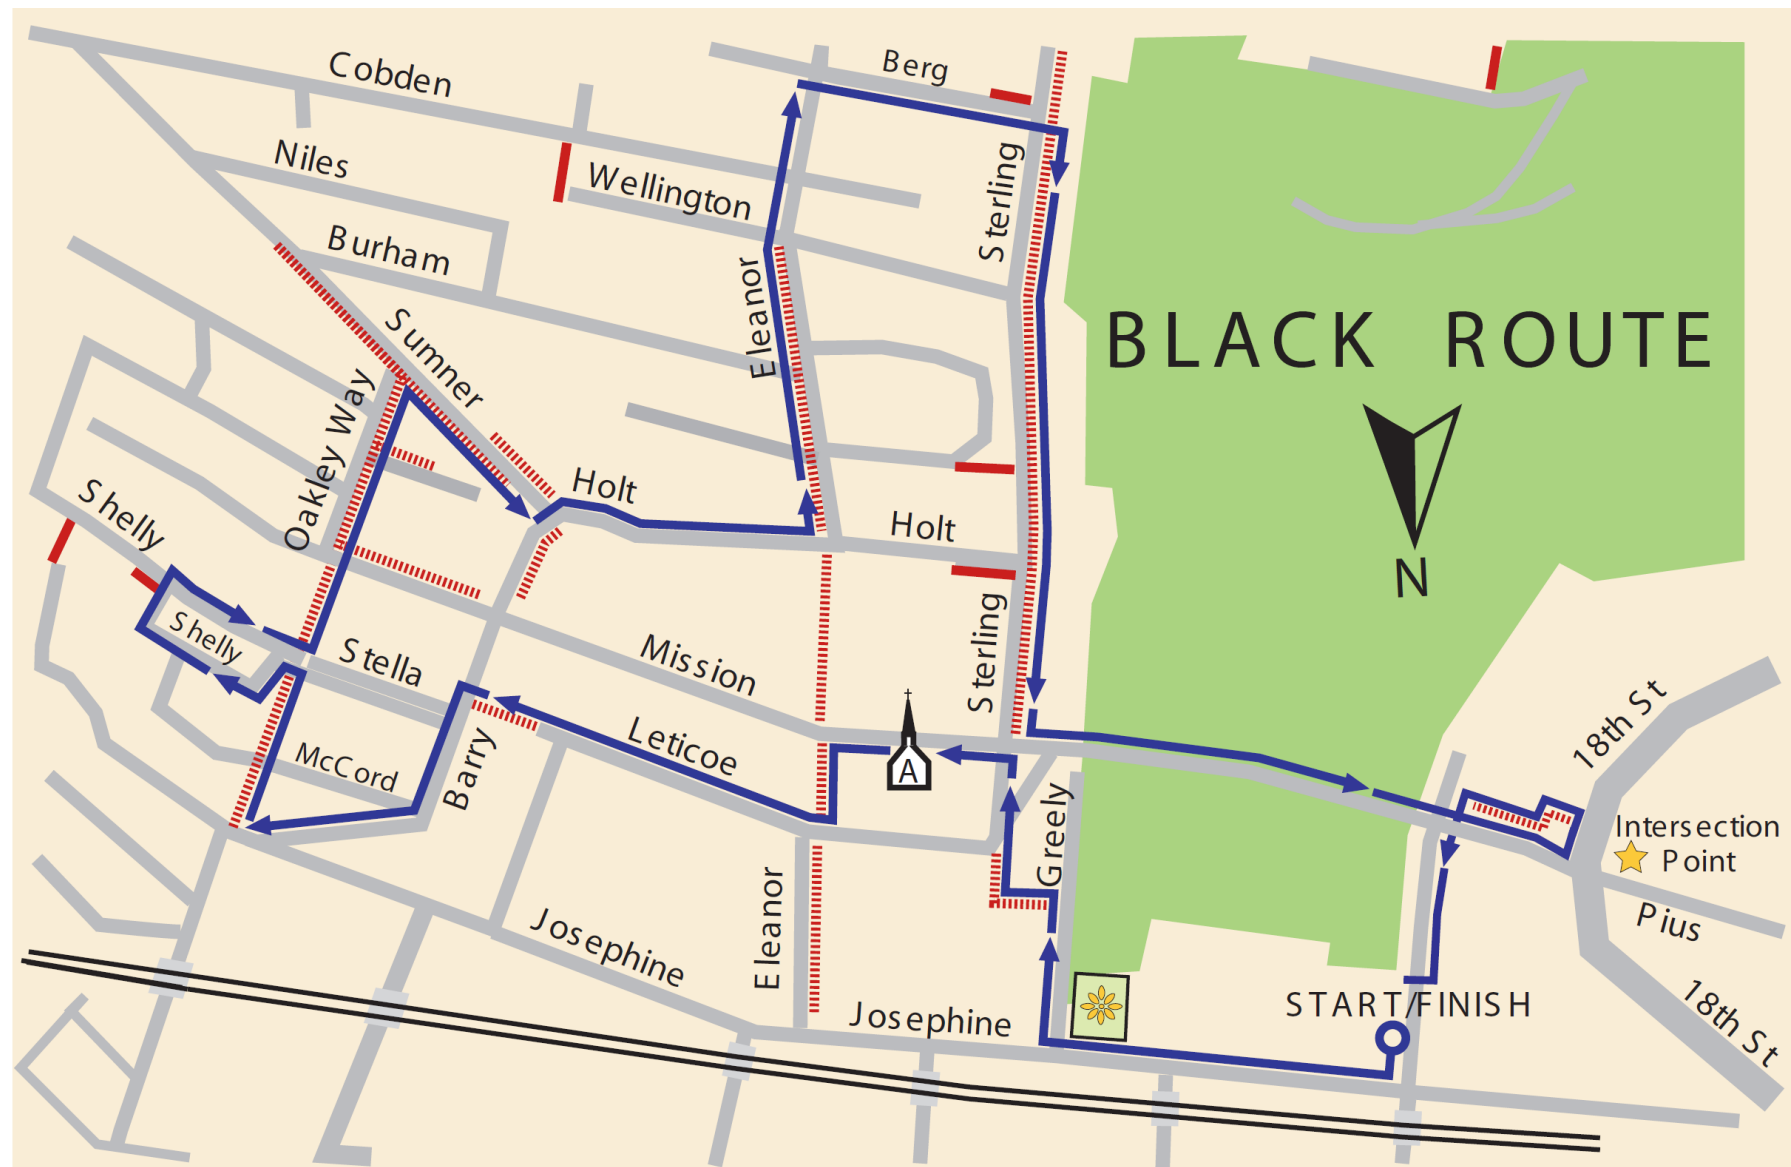 Cobden
Berg
Niles
Wellington
Sterling
Burham
Eleanor
Sumner
BLACK ROUTE
Oakley Way
Shelly
Holt
Holt
N
Shelly
Stella
Mission
Sterling
Leticoe
18th St
McCord
Barry
A
Greely
Intersection
Point
Josephine
Eleanor
Pius
Josephine
START/FINISH
18th St